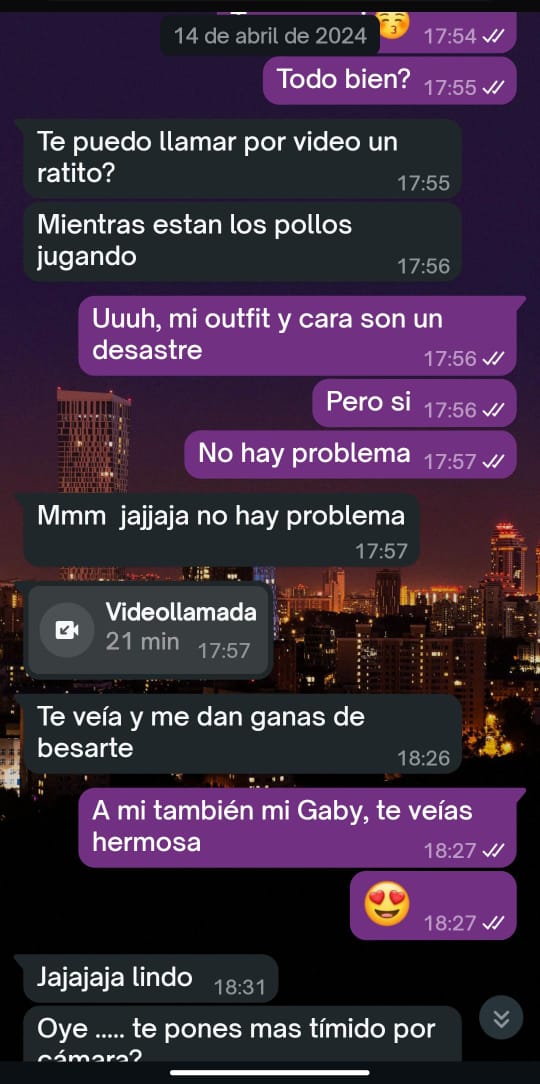 14 de abril de 2024
17:54
Todo bien?
17:55
Te puedo llamar por video un
ratito?
17:55
Mientras estan los pollos
jugando
17:56
Uuuh, mi outfit y cara son un
desastre
17:56
Pero si
17:56
No hay problema
17:57
Mmm jajjaja no hay problema
17:57
Videollamada
21 min
17:57
Te veía y me dan ganas de
besarte
18:26
A mi también mi Gaby, te veías
hermosa
18:27
18:27
Jajajaja lindo
18:31
Oye ..... te pones mas tímido por
cámara?